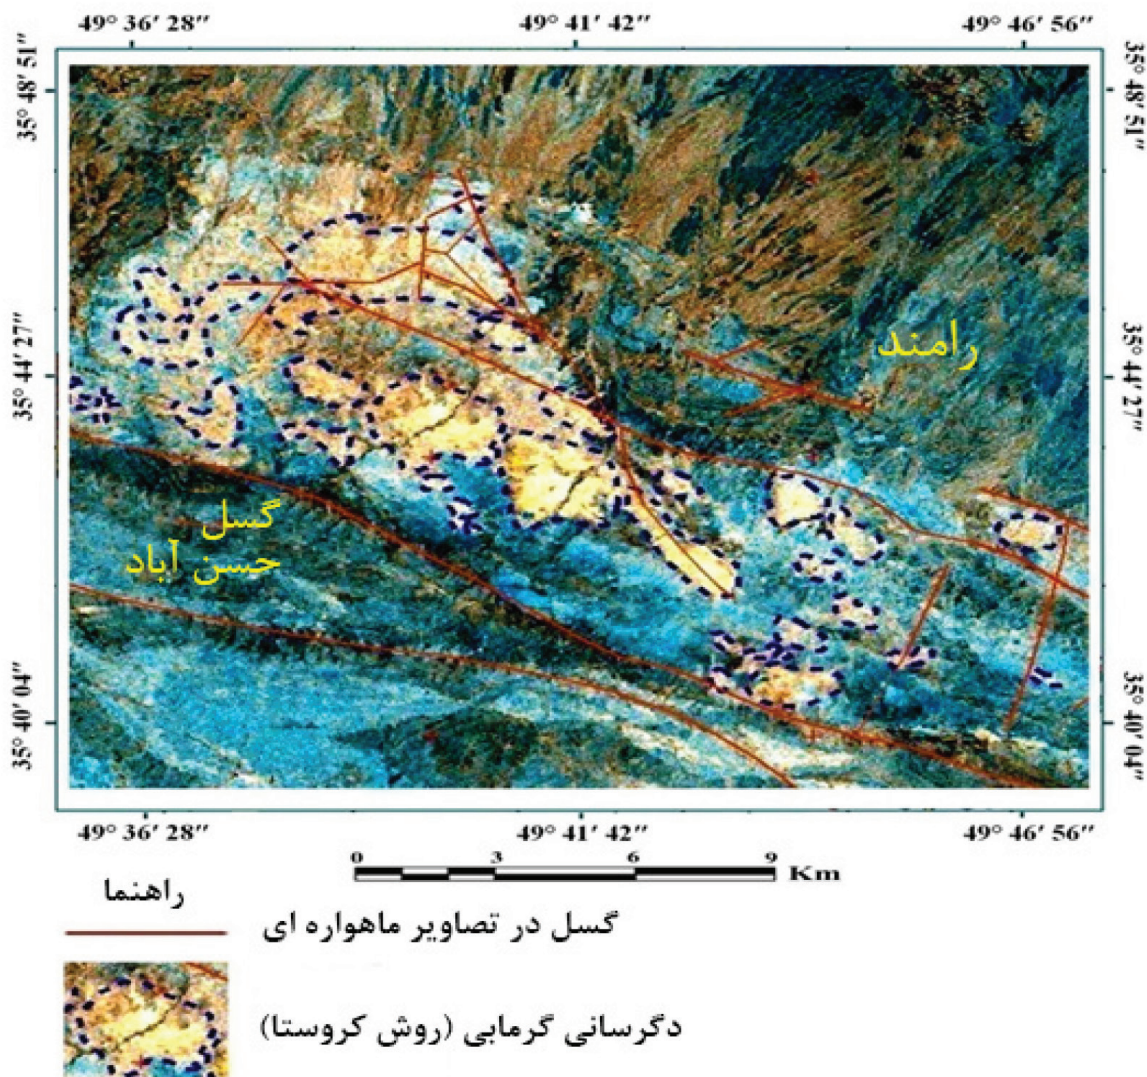 49° 36′ 28″ 49° 41′ 42″ 49° 46′ 56″
35° 48′ 51″ 35° 48′ 51″
رامند
35° 44′ 27″ 35° 44′ 27″
گسل
حسن آباد
35° 40′ 04″ 35° 40′ 04″
49° 36′ 28″ 49° 41′ 42″ 49° 46′ 56″
0 3 6 9
Km
راهنما
گسل در تصاویر ماهواره ای
دگرسانی گرمابی (روش کروستا)